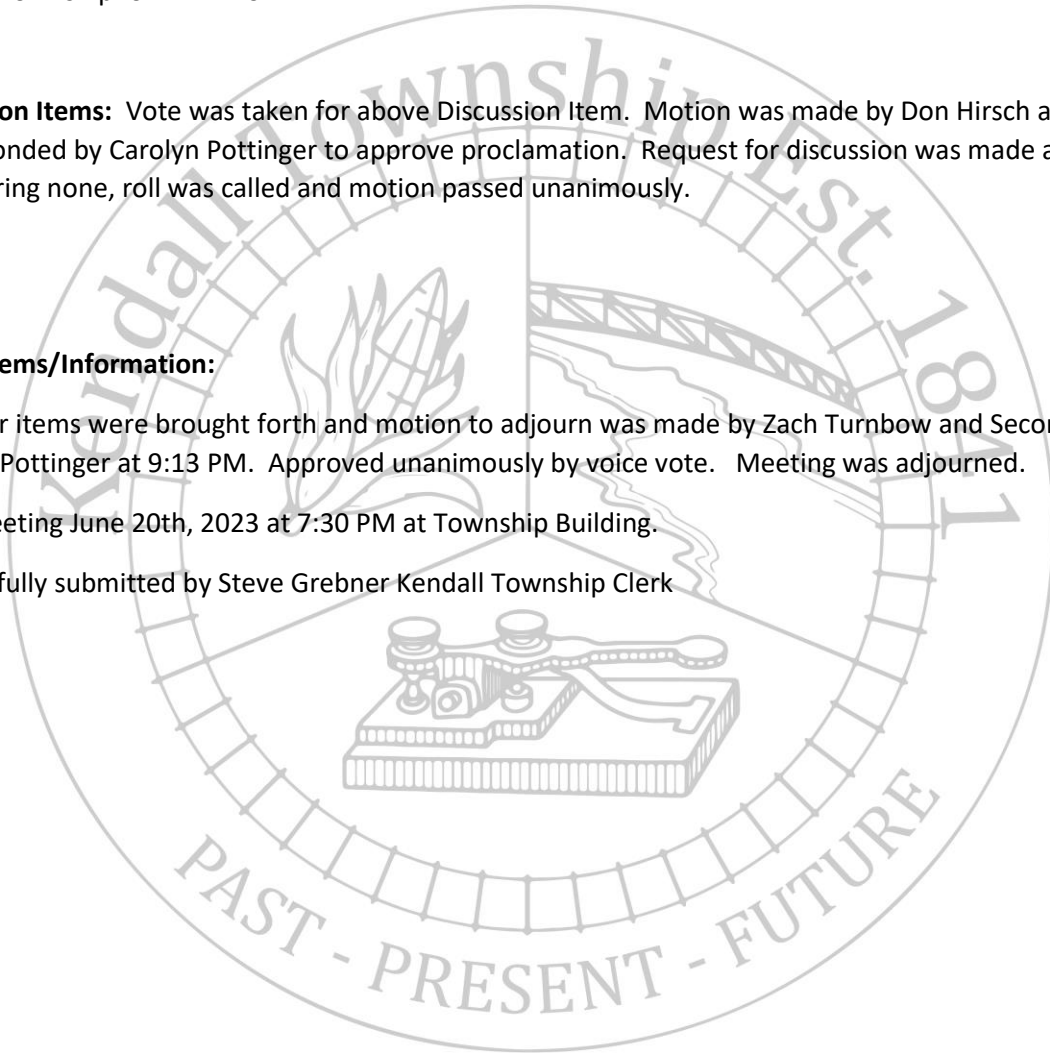 on Items: Vote was taken for above Discussion Item. Motion was made by Don Hirsch a
onded by Carolyn Pottinger to approve proclamation. Request for discussion was made a
ring none, roll was called and motion passed unanimously.
ems/Information:
r items were brought forth and motion to adjourn was made by Zach Turnbow and Secon
Pottinger at 9:13 PM. Approved unanimously by voice vote. Meeting was adjourned.
eeting June 20th, 2023 at 7:30 PM at Township Building.
fully submitted by Steve Grebner Kendall Township Clerk
Kendall Township Est. 1841
PAST - PRESENT - FUTURE